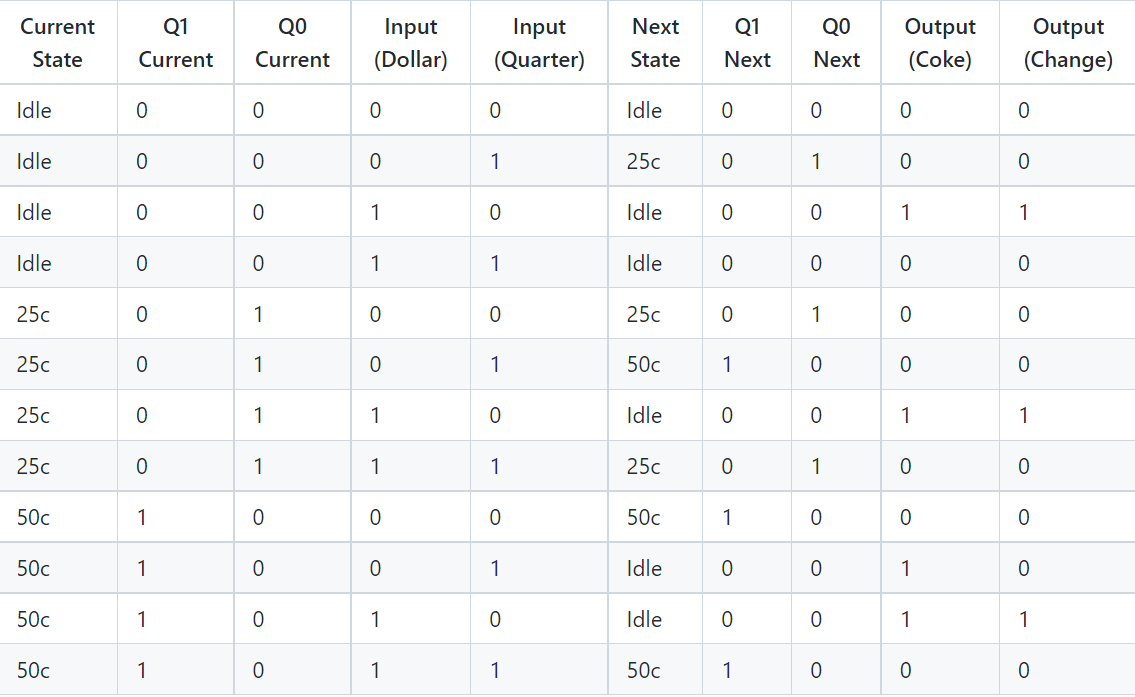 Current State Q1 Current Q0 Current Input (Dollar) Input (Quarter) Next State Q1 Next Q0 Next Output (Coke) Output (Change)
Idle 0 0 0 0 Idle 0 0 0 0
Idle 0 0 0 1 25c 0 1 0 0
Idle 0 0 1 0 Idle 0 0 1 1
Idle 0 0 1 1 Idle 0 0 0 0
25c 0 1 0 0 25c 0 1 0 0
25c 0 1 0 1 50c 1 0 0 0
25c 0 1 1 0 Idle 0 0 1 1
25c 0 1 1 1 25c 0 1 0 0
50c 1 0 0 0 50c 1 0 0 0
50c 1 0 0 1 Idle 0 0 1 0
50c 1 0 1 0 Idle 0 0 1 1
50c 1 0 1 1 50c 1 0 0 0